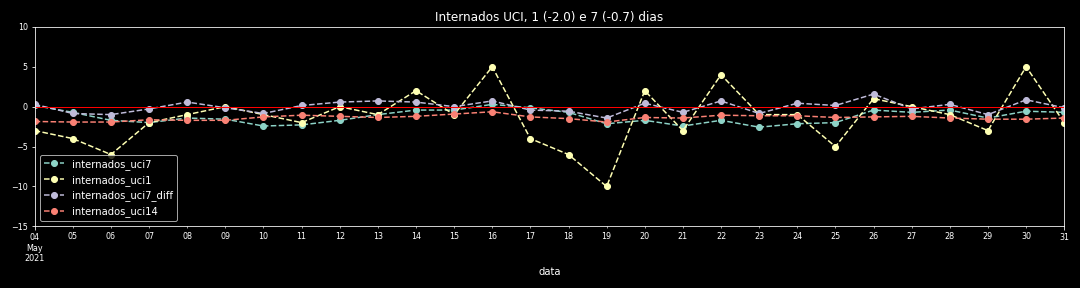 Internados UCI, 1 (-2.0) e 7 (-0.7) dias
10
5
0
−5
−10
−15
internados_uci7
internados_uci1
internados_uci7_diff
internados_uci14
04 05 06 07 08 09 10 11 12 13 14 15 16 17 18 19 20 21 22 23 24 25 26 27 28 29 30 31
May
2021
data